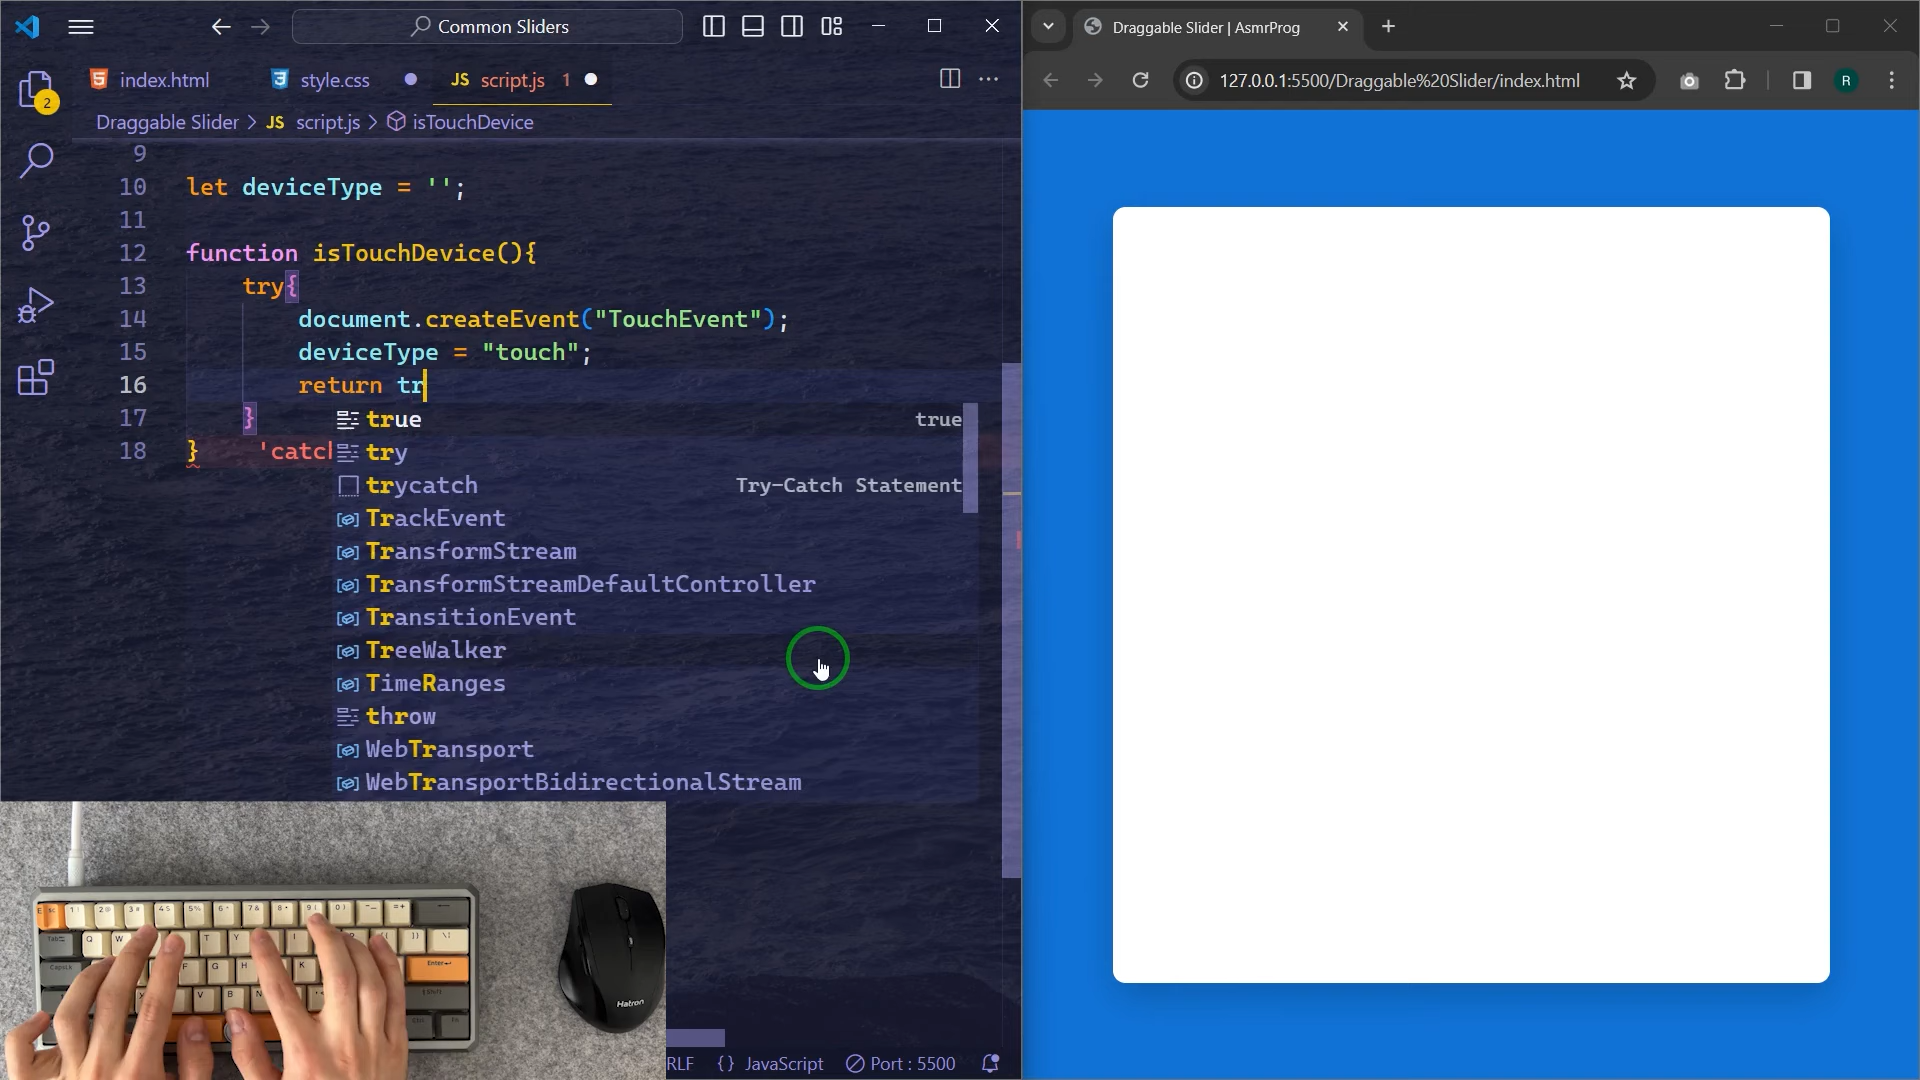 Common Sliders
index.html
style.css
JS script.js 1
2
Draggable Slider > JS script.js > isTouchDevice
9
10 let deviceType = '';
11
12 function isTouchDevice(){
13 try{
14 document.createEvent("TouchEvent");
15 deviceType = "touch";
16 return tr
17 }
18 } 'catc
true true
try
trycatch Try-Catch Statement
TrackEvent
TransformStream
TransformStreamDefaultController
TransitionEvent
TreeWalker
TimeRanges
throw
WebTransport
WebTransportBidirectionalStream
RLF {} JavaScript Port : 5500
Draggable Slider | AsmrProg
127.0.0.1:5500/Draggable%20Slider/index.html
R
Hatron